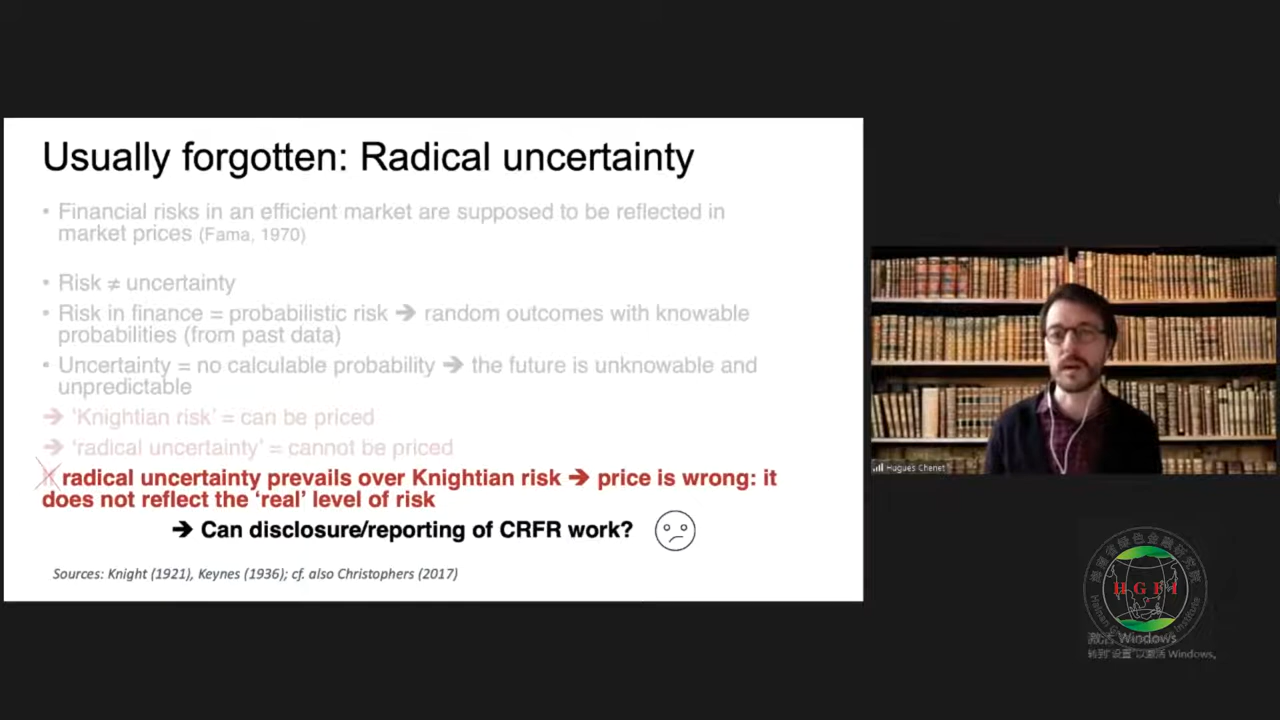 Usually forgotten: Radical uncertainty
• Financial risks in an efficient market are supposed to be reflected in
market prices (Fama, 1970)
• Risk ≠ uncertainty
• Risk in finance = probabilistic risk ➔ random outcomes with knowable
probabilities (from past data)
• Uncertainty = no calculable probability ➔ the future is unknowable and
unpredictable
➔ ‘Knightian risk’ = can be priced
➔ ‘radical uncertainty’ = cannot be priced
If radical uncertainty prevails over Knightian risk ➔ price is wrong: it
does not reflect the ‘real’ level of risk
➔ Can disclosure/reporting of CRFR work?
Sources: Knight (1921), Keynes (1936); cf. also Christophers (2017)
Hugues Chenet
HGFI
激活 Windows
转到“设置”以激活 Windows。